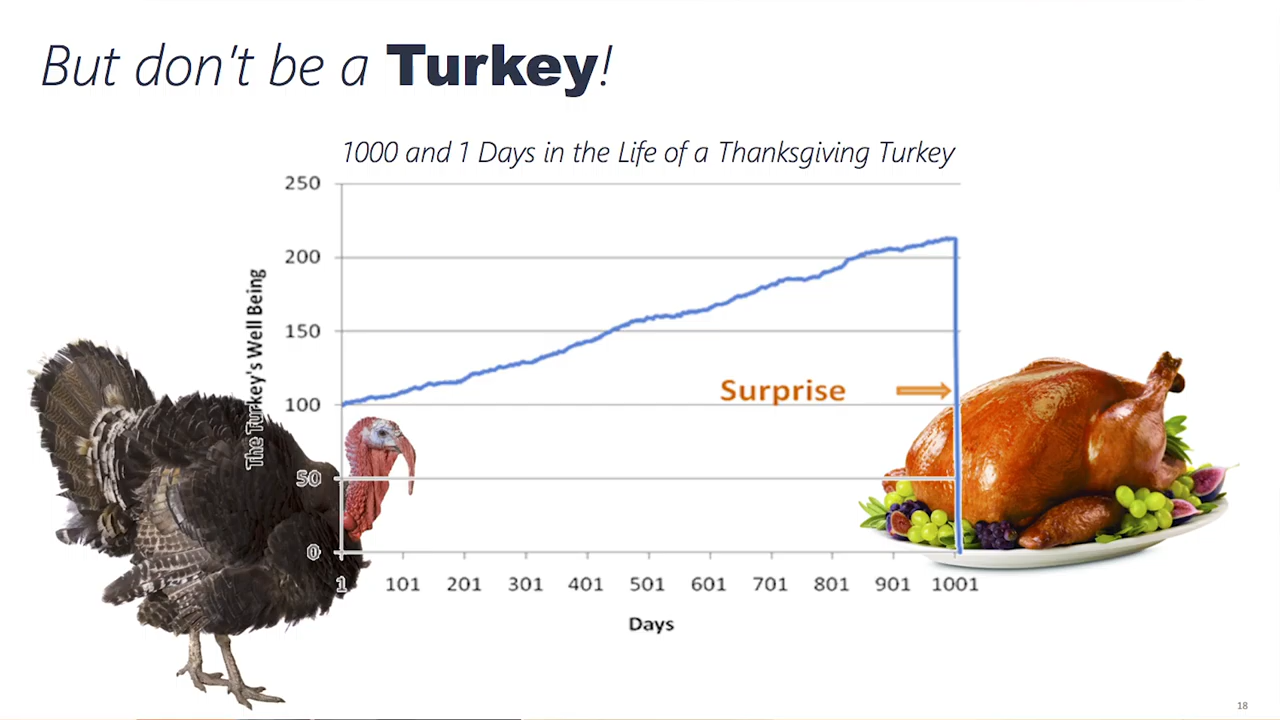 But don't be a Turkey!
1000 and 1 Days in the Life of a Thanksgiving Turkey
250
200
150
100
50
0
The Turkey's Well Being
Surprise
1 101 201 301 401 501 601 701 801 901 1001
Days
18